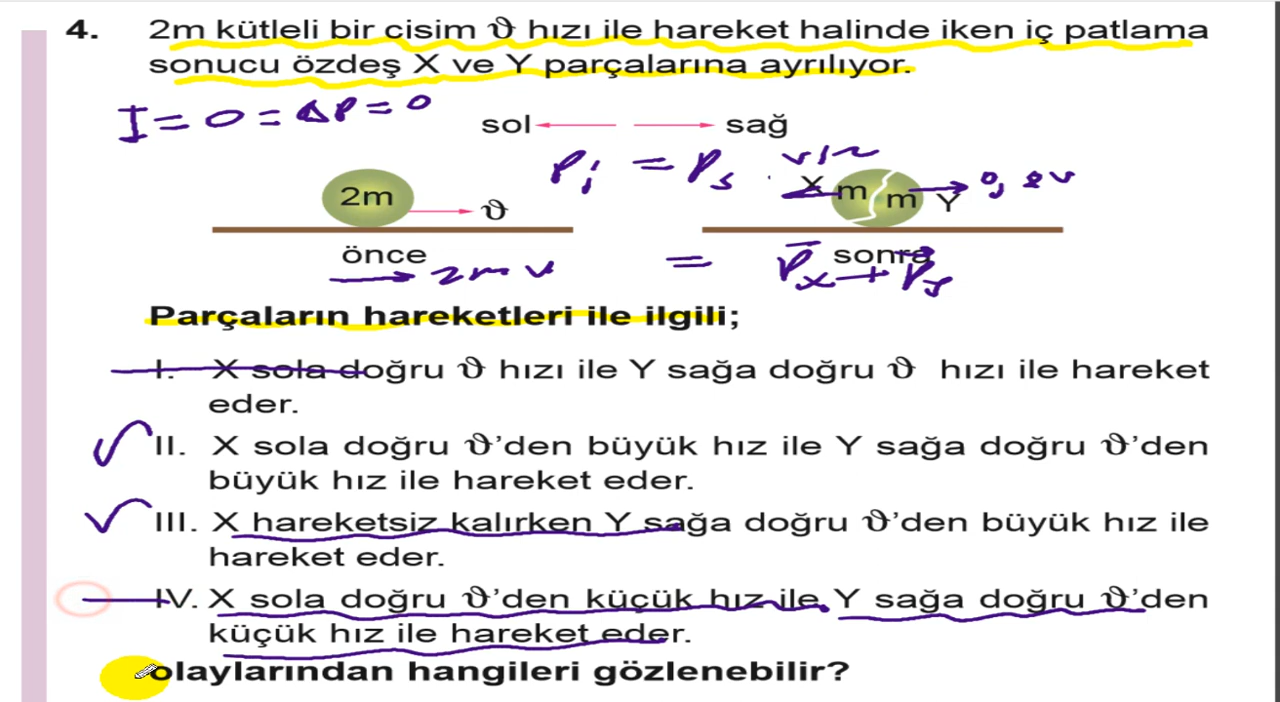 4. 2m kütleli bir cisim ϑ hızı ile hareket halinde iken iç patlama
sonucu özdeş X ve Y parçalarına ayrılıyor.
I = 0 = ΔP = 0
sol sağ
Pi = Ps
v/2
2m ϑ
X m m Y 0,2v
önce sonra
2mv = Px + Py
Parçaların hareketleri ile ilgili;
I. X sola doğru ϑ hızı ile Y sağa doğru ϑ hızı ile hareket
eder.
II. X sola doğru ϑ'den büyük hız ile Y sağa doğru ϑ'den
büyük hız ile hareket eder.
III. X hareketsiz kalırken Y sağa doğru ϑ'den büyük hız ile
hareket eder.
IV. X sola doğru ϑ'den küçük hız ile, Y sağa doğru ϑ'den
küçük hız ile hareket eder.
olaylarından hangileri gözlenebilir?